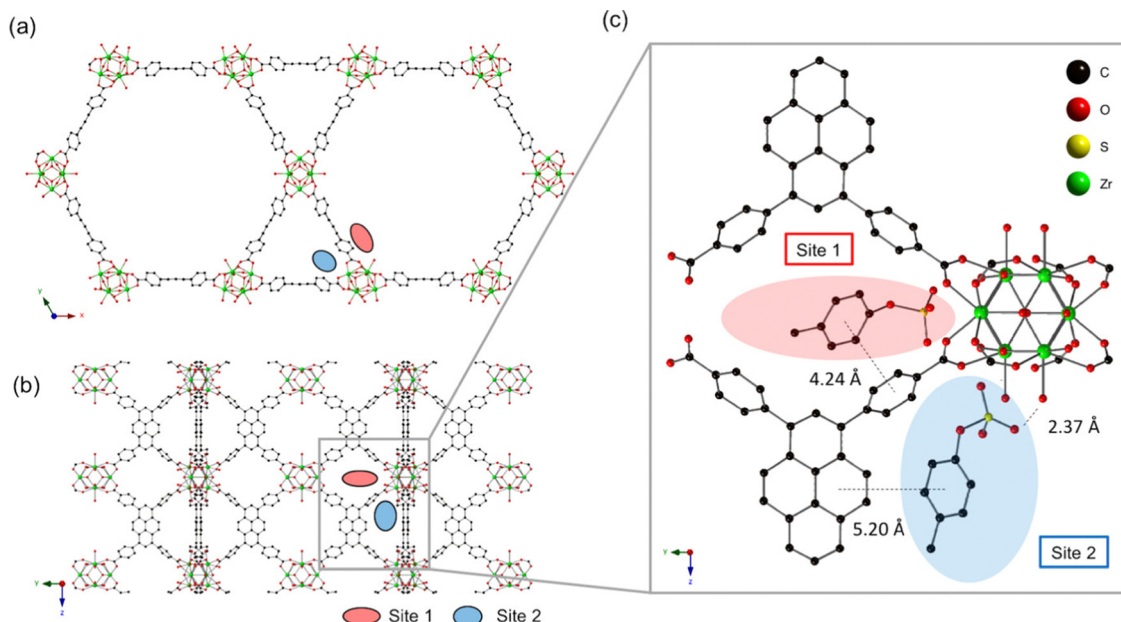 (a)
y
x
(b)
y
z
Site 1
Site 2
(c)
C
O
S
Zr
Site 1
4.24 Å
2.37 Å
5.20 Å
Site 2
y
z